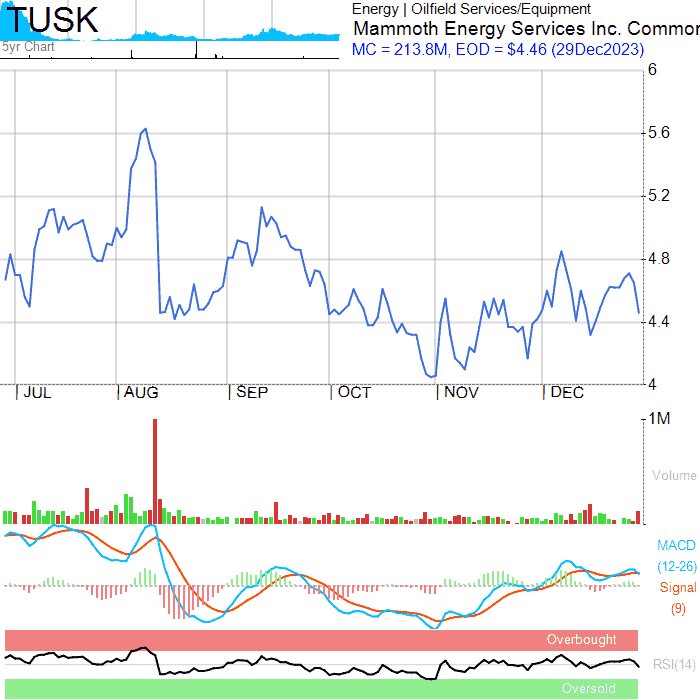 TUSK
5yr Chart
Energy | Oilfield Services/Equipment
Mammoth Energy Services Inc. Common
MC = 213.8M, EOD = $4.46 (29Dec2023)
6
5.6
5.2
4.8
4.4
4
| JUL | AUG | SEP | OCT | NOV | DEC
1M
Volume
MACD
(12-26)
Signal
(9)
Overbought
RSI(14)
Oversold